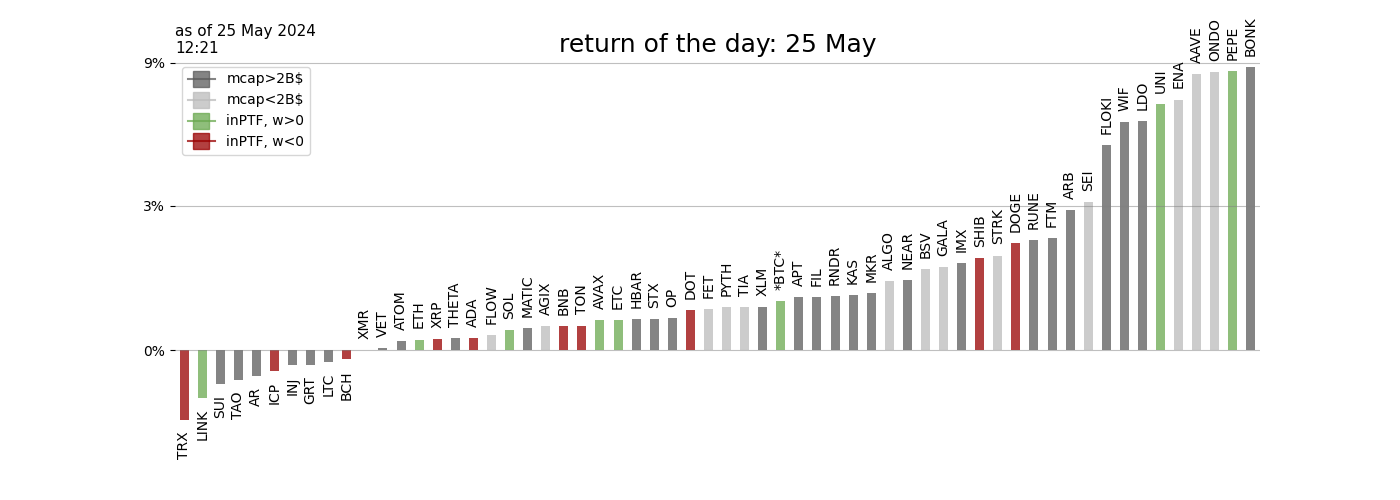 as of 25 May 2024
12:21
return of the day: 25 May
9%
3%
0%
mcap>2B$
mcap<2B$
inPTF, w>0
inPTF, w<0
TRX
LINK
SUI
TAO
AR
ICP
INJ
GRT
LTC
BCH
XMR
VET
ATOM
ETH
XRP
THETA
ADA
FLOW
SOL
MATIC
AGIX
BNB
TON
AVAX
ETC
HBAR
STX
OP
DOT
FET
PYTH
TIA
XLM
*BTC*
APT
FIL
RNDR
KAS
MKR
ALGO
NEAR
BSV
GALA
IMX
SHIB
STRK
DOGE
RUNE
FTM
ARB
SEI
FLOKI
WIF
LDO
UNI
ENA
AAVE
ONDO
PEPE
BONK